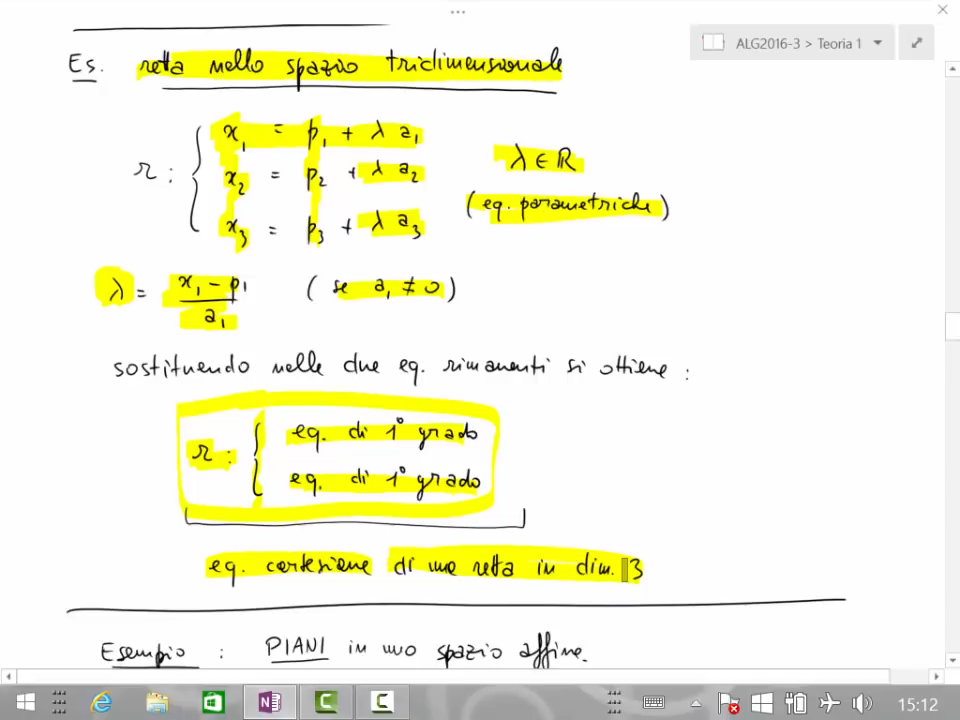 ALG2016-3 > Teoria 1
Es. retta nello spazio tridimensionale
r : { x₁ = p₁ + λ a₁
x₂ = p₂ + λ a₂
x₃ = p₃ + λ a₃
λ ∈ ℝ
(eq. parametriche)
λ = (x₁ - p₁) / a₁ ( se a₁ ≠ 0 )
sostituendo nelle due eq. rimanenti si ottiene :
r : { eq. di 1° grado
eq. di 1° grado
eq. cartesiane di una retta in dim. 3
Esempio : PIANI in uno spazio affine.
15:12